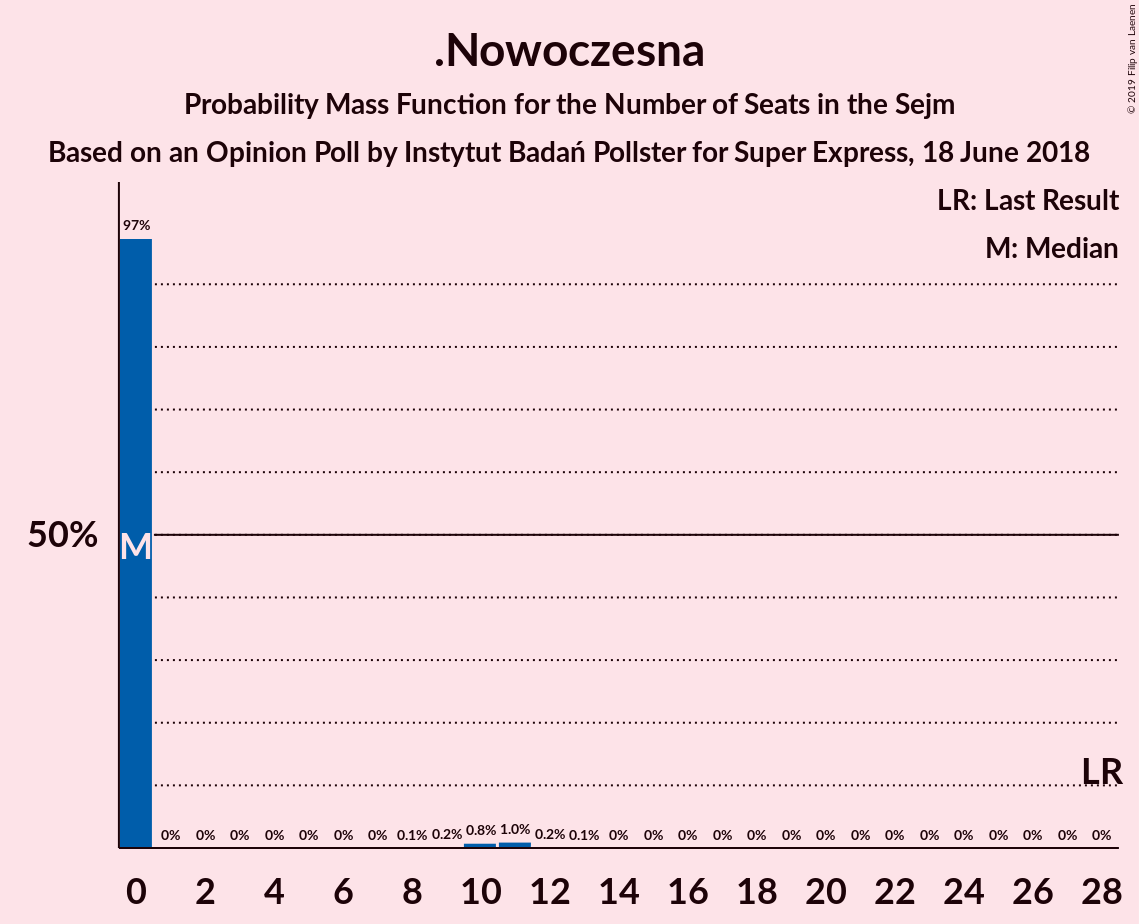 .Nowoczesna
Probability Mass Function for the Number of Seats in the Sejm
Based on an Opinion Poll by Instytut Badań Pollster for Super Express, 18 June 2018
© 2019 Filip van Laenen
LR: Last Result
M: Median
97%
50%
M
LR
0% 0% 0% 0% 0% 0% 0% 0.1% 0.2% 0.8% 1.0% 0.2% 0.1% 0% 0% 0% 0% 0% 0% 0% 0% 0% 0% 0% 0% 0% 0% 0%
0 2 4 6 8 10 12 14 16 18 20 22 24 26 28